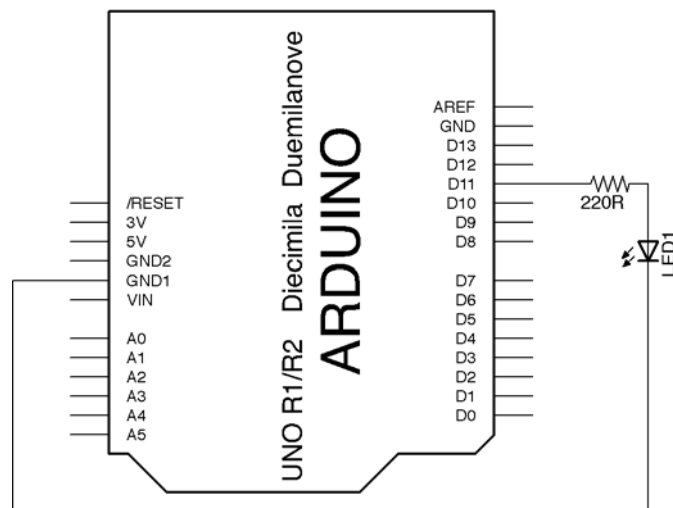 /RESET
3V
5V
GND2
GND1
VIN
A0
A1
A2
A3
A4
A5
UNO R1/R2 Diecimila Duemilanove
ARDUINO
AREF
GND
D13
D12
D11
D10
D9
D8
D7
D6
D5
D4
D3
D2
D1
D0
220R
LED1